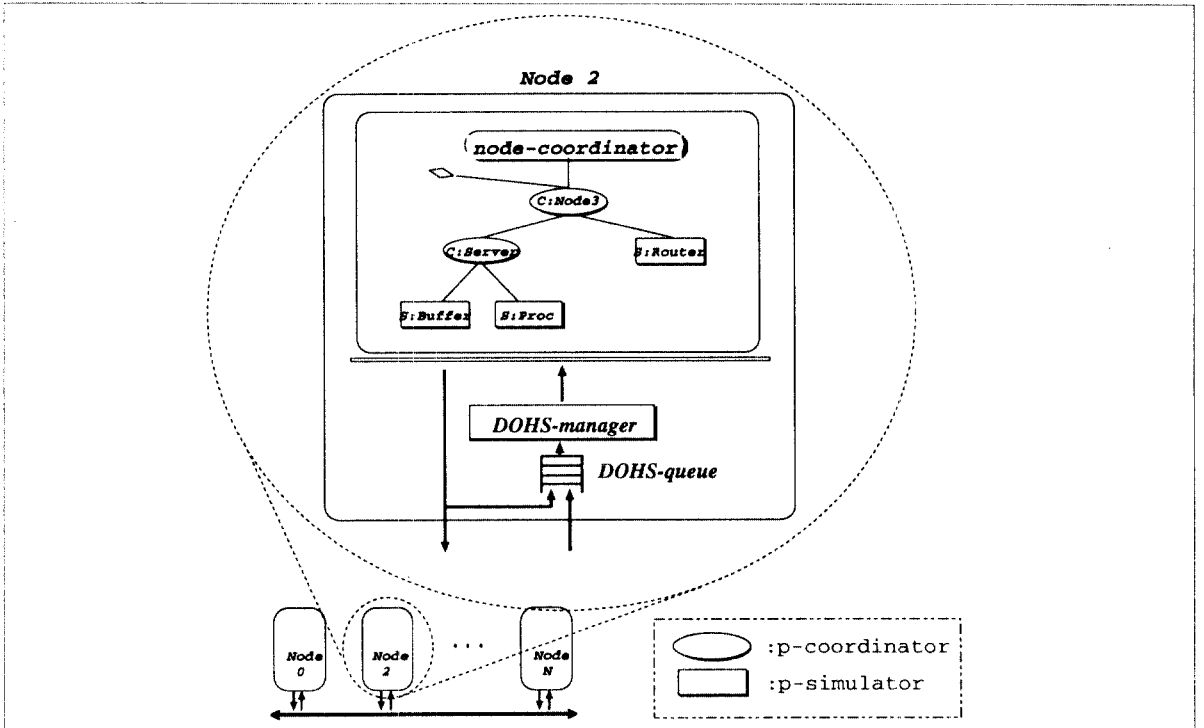 Node 2
node-coordinator
C:Node3
C:Server
S:Router
S:Buffer
S:Proc
DOHS-manager
DOHS-queue
Node 0
Node 2
...
Node N
:p-coordinator
:p-simulator